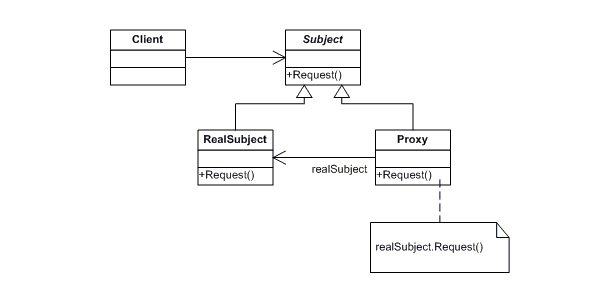 Client
Subject
+Request()
RealSubject
Proxy
realSubject
+Request()
+Request()
realSubject.Request()